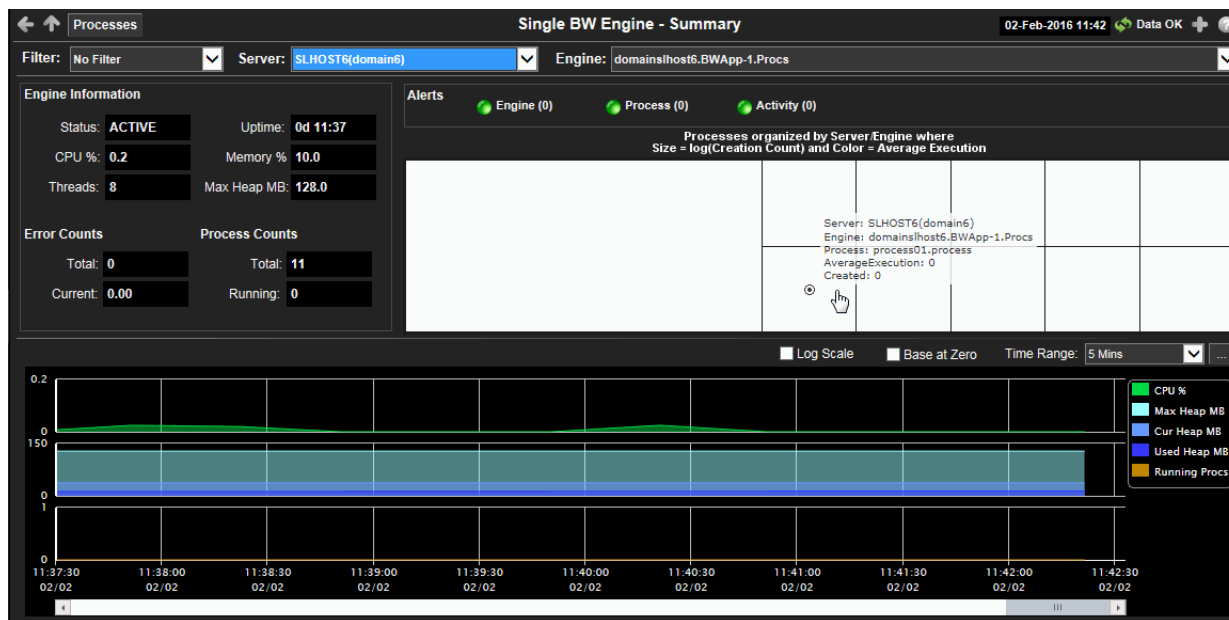 Processes
Single BW Engine - Summary
02-Feb-2016 11:42 Data OK
Filter: No Filter Server: SLHOST6(domain6) Engine: domainslhost6.BWApp-1.Procs
Engine Information
Status: ACTIVE Uptime: 0d 11:37
CPU %: 0.2 Memory % 10.0
Threads: 8 Max Heap MB: 128.0
Error Counts Process Counts
Total: 0 Total: 11
Current: 0.00 Running: 0
Alerts Engine (0) Process (0) Activity (0)
Processes organized by Server/Engine where
Size = log(Creation Count) and Color = Average Execution
Server: SLHOST6(domain6)
Engine: domainslhost6.BWApp-1.Procs
Process: process01.process
AverageExecution: 0
Created: 0
Log Scale Base at Zero Time Range: 5 Mins ...
0.2
0
150
0
1
0
CPU %
Max Heap MB
Cur Heap MB
Used Heap MB
Running Procs
11:37:30 11:38:00 11:38:30 11:39:00 11:39:30 11:40:00 11:40:30 11:41:00 11:41:30 11:42:00 11:42:30
02/02 02/02 02/02 02/02 02/02 02/02 02/02 02/02 02/02 02/02 02/02